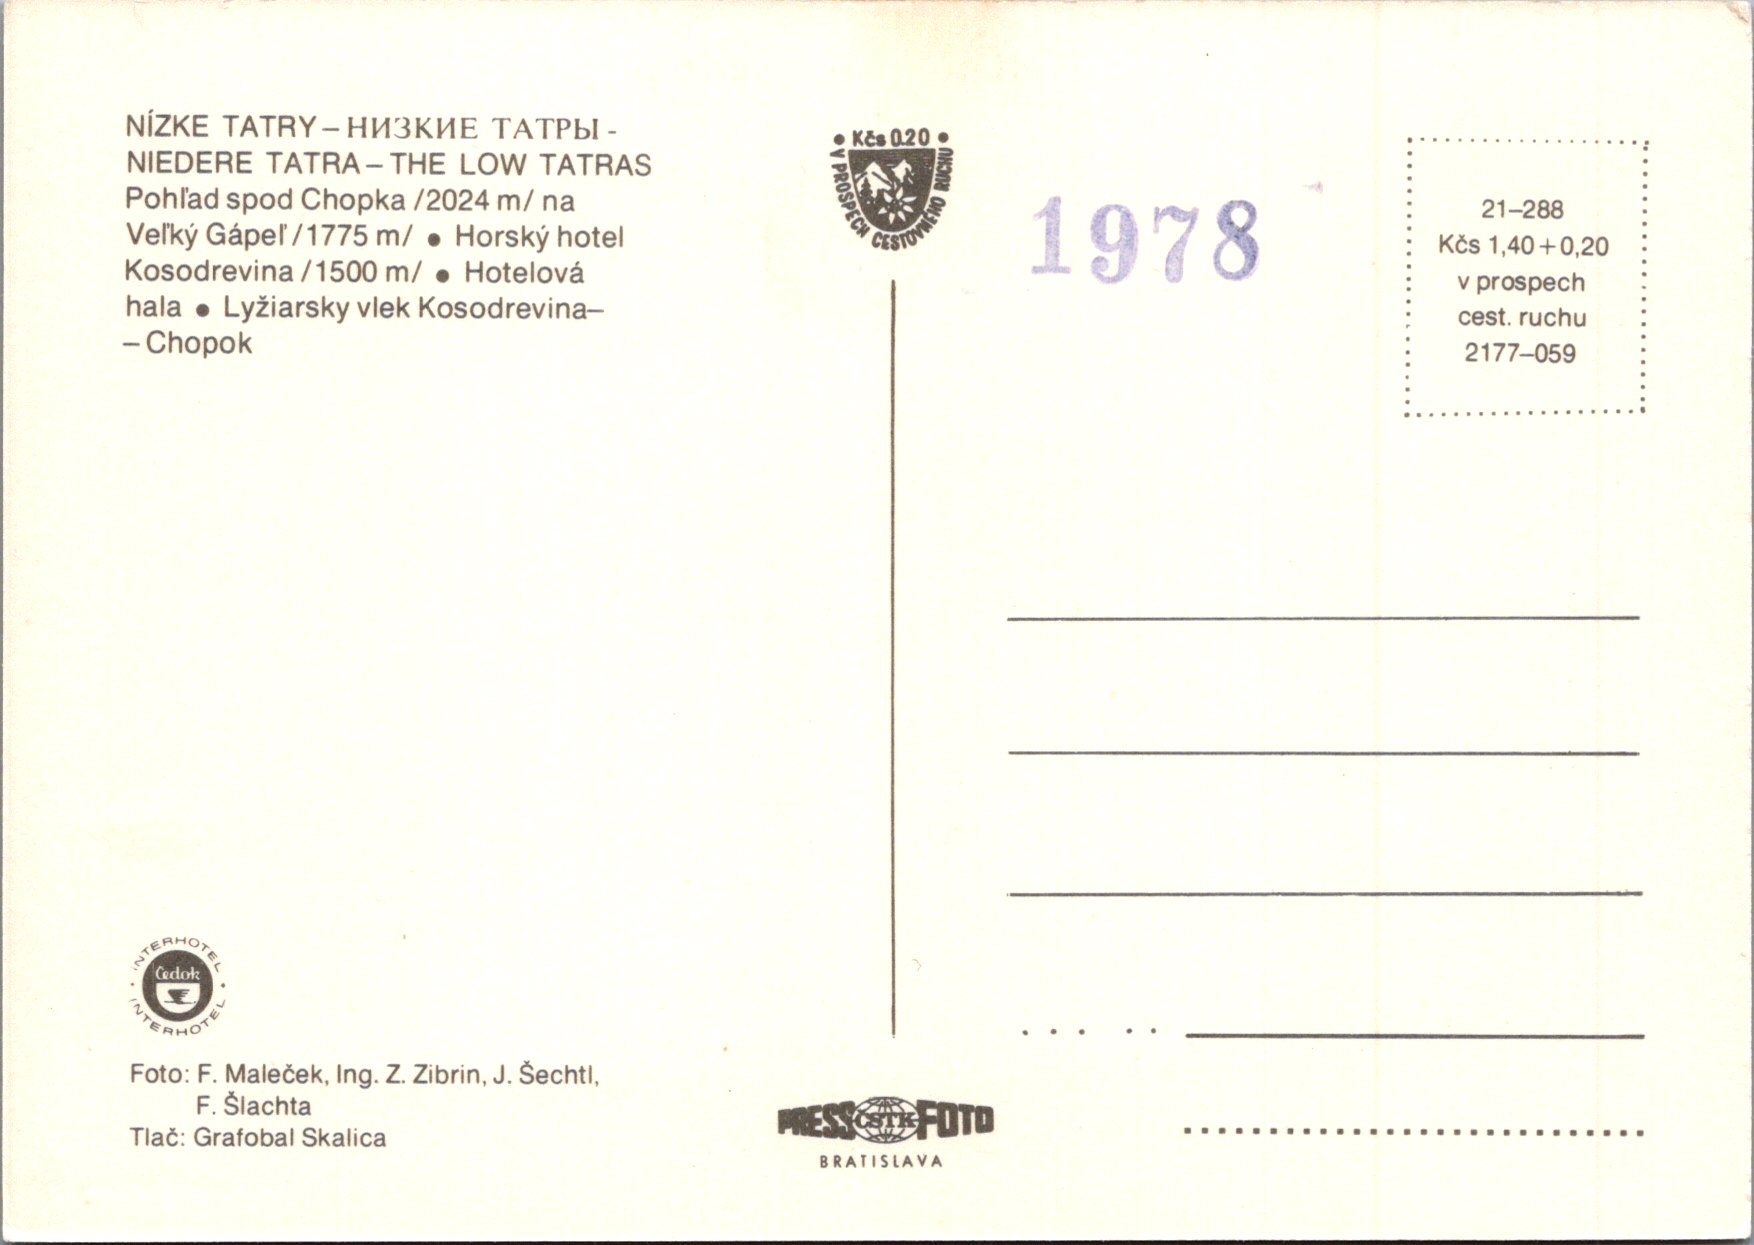 NÍZKE TATRY – НИЗКИЕ ТАТРЫ -
NIEDERE TATRA – THE LOW TATRAS
Pohľad spod Chopka /2024 m/ na
Veľký Gápeľ /1775 m/ ● Horský hotel
Kosodrevina /1500 m/ ● Hotelová
hala ● Lyžiarsky vlek Kosodrevina–
– Chopok
• Kčs 0.20 •
V PROSPECH CESTOVNÉHO RUCHU
1978
21–288
Kčs 1,40 + 0,20
v prospech
cest. ruchu
2177–059
INTERHOTEL
Čedok
INTERHOTEL
Foto: F. Maleček, Ing. Z. Zibrin, J. Šechtl,
F. Šlachta
Tlač: Grafobal Skalica
PRESS ČSTK FOTO
BRATISLAVA